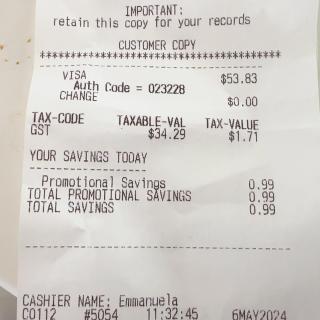 IMPORTANT:
retain this copy for your records
CUSTOMER COPY
****************************************
VISA $53.83
Auth Code = 023228
CHANGE $0.00
TAX-CODE TAXABLE-VAL TAX-VALUE
GST $34.29 $1.71
YOUR SAVINGS TODAY
Promotional Savings 0.99
TOTAL PROMOTIONAL SAVINGS 0.99
TOTAL SAVINGS 0.99
CASHIER NAME: Emmanuela
C0112 #5054 11:32:45 6MAY2024